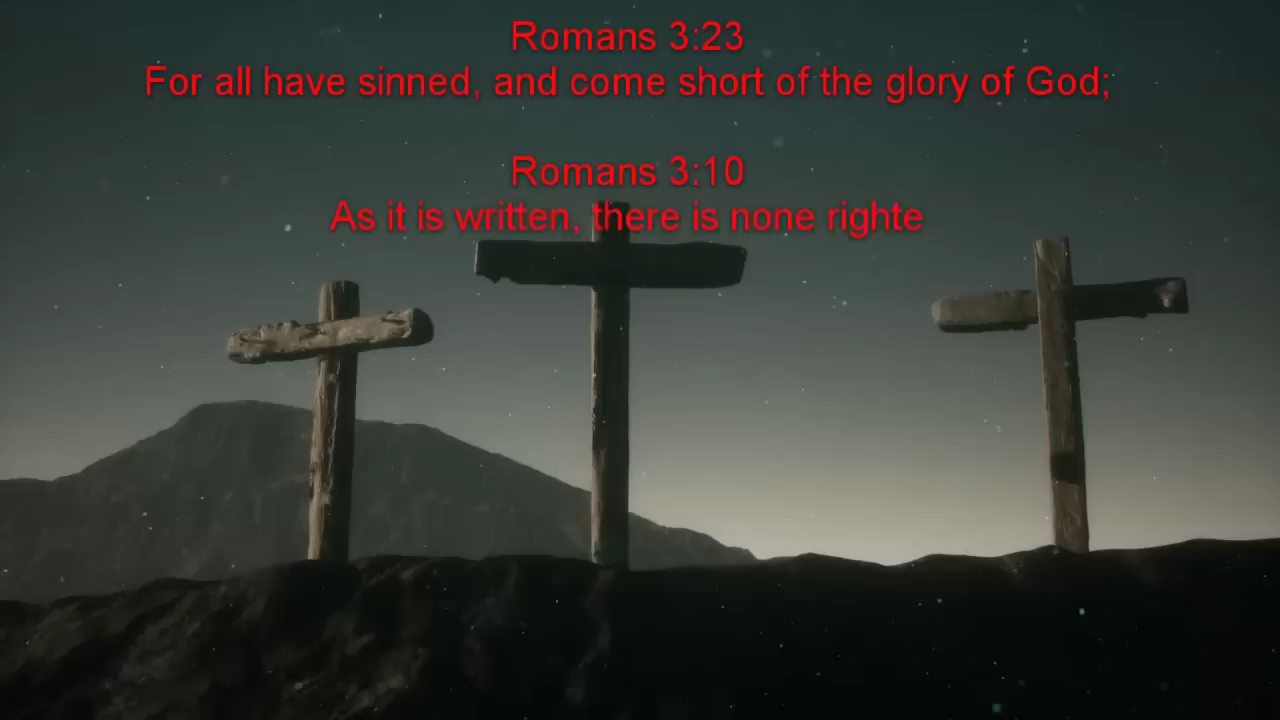 Romans 3:23
For all have sinned, and come short of the glory of God;
Romans 3:10
As it is written, there is none righte